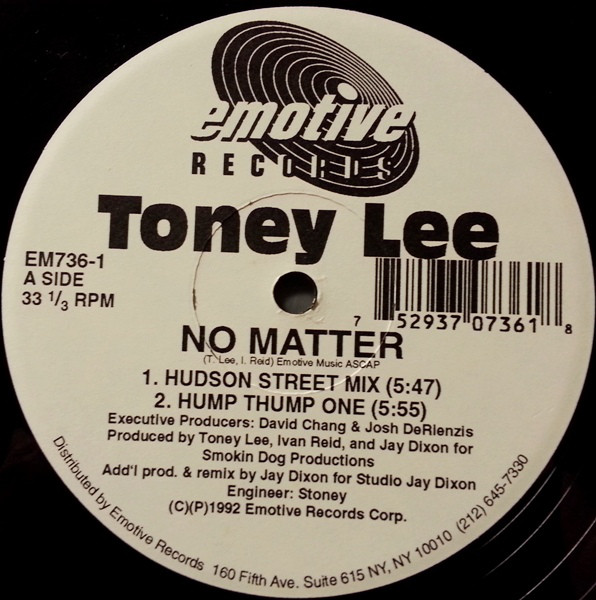 emotive
RECORDS
Toney Lee
EM736-1
A SIDE
33 1/3 RPM
7 52937 07361 8
NO MATTER
(T. Lee, I. Reid) Emotive Music ASCAP
1. HUDSON STREET MIX (5:47)
2. HUMP THUMP ONE (5:55)
Executive Producers: David Chang & Josh DeRienzis
Produced by Toney Lee, Ivan Reid, and Jay Dixon for
Smokin Dog Productions
Add'l prod. & remix by Jay Dixon for Studio Jay Dixon
Engineer: Stoney
(C)(P)1992 Emotive Records Corp.
Distributed by Emotive Records 160 Fifth Ave. Suite 615 NY, NY 10010 (212) 645-7330